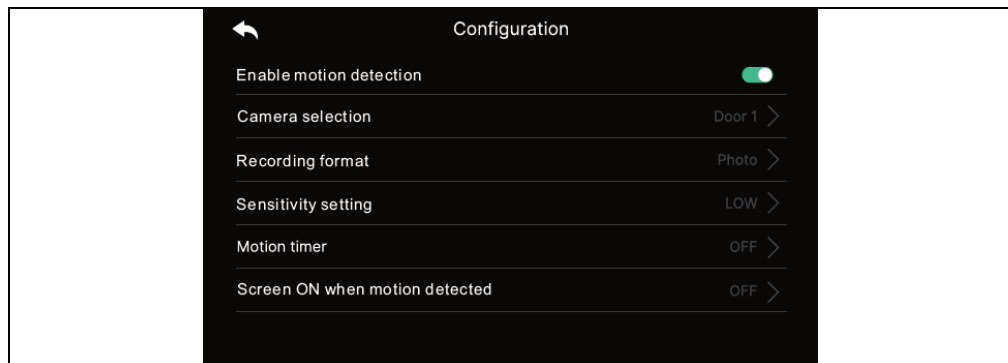 Configuration
Enable motion detection
Camera selection Door 1
Recording format Photo
Sensitivity setting LOW
Motion timer OFF
Screen ON when motion detected OFF